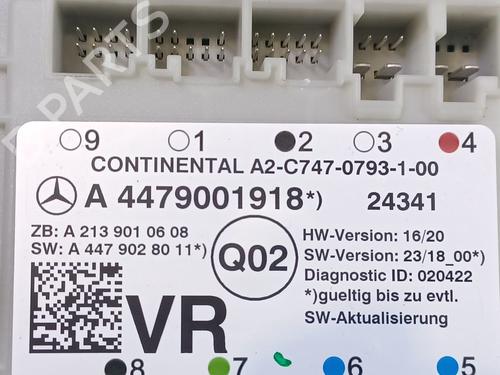 PARTS
9 1 2 3 4
CONTINENTAL A2-C747-0793-1-00
A 4479001918*) 24341
ZB: A 213 901 06 08
SW: A 447 902 80 11*)
Q02
HW-Version: 16/20
SW-Version: 23/18_00*)
Diagnostic ID: 020422
*)gueltig bis zu evtl.
SW-Aktualisierung
VR
8 7 6 5